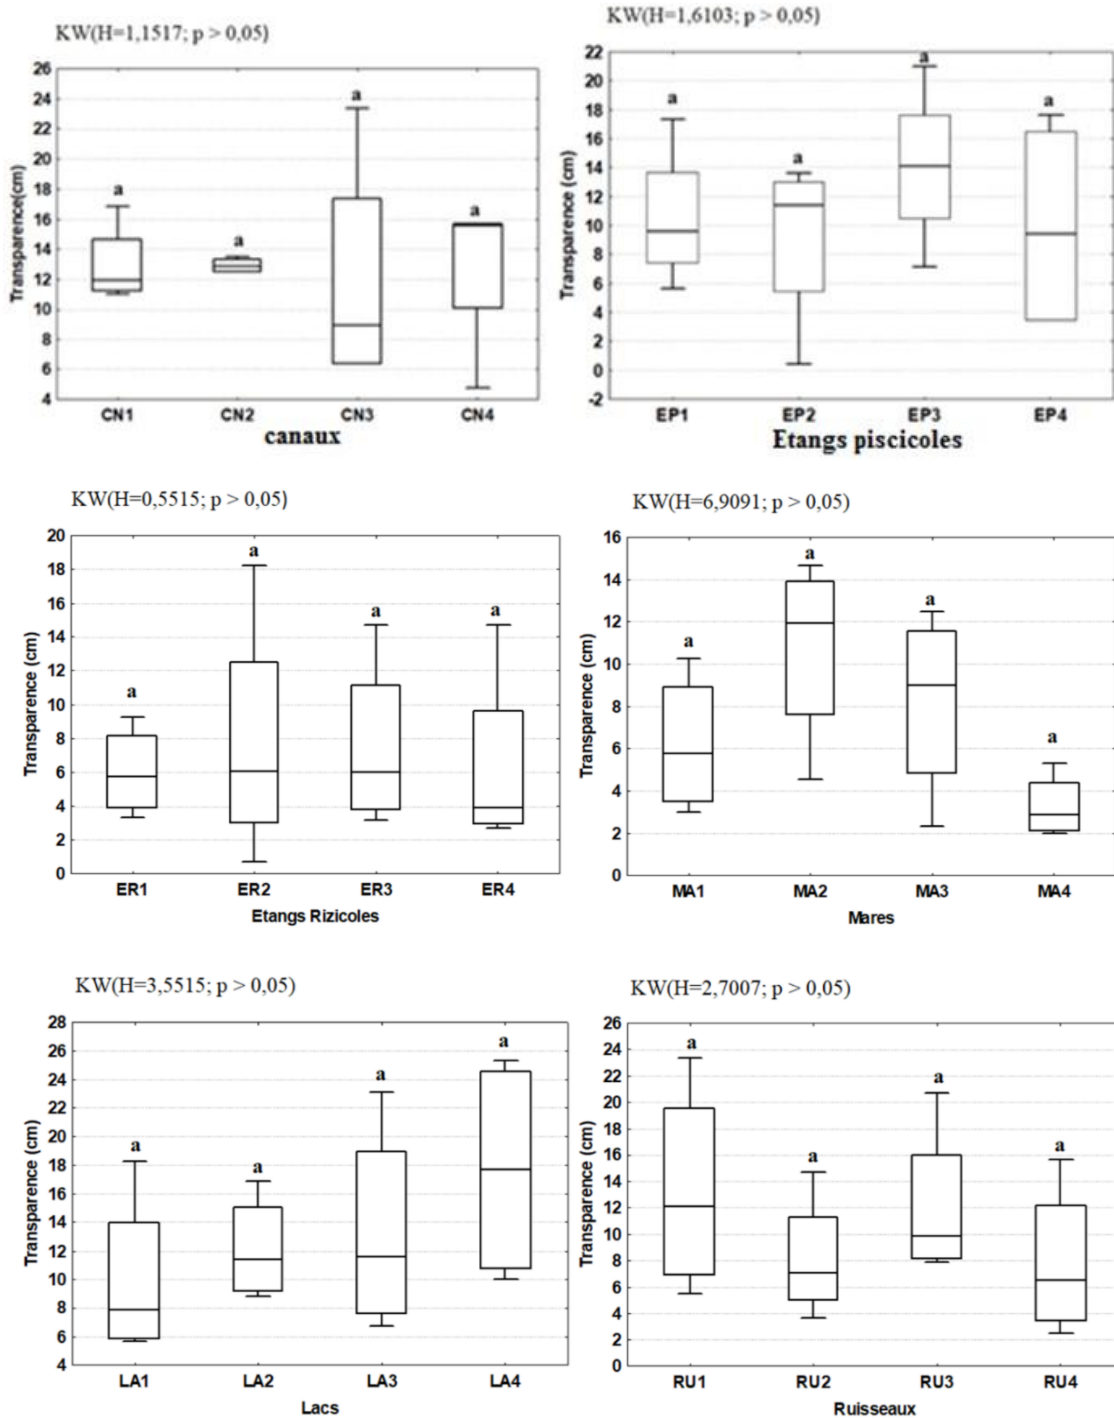 KW(H=1,1517; p > 0,05)
26
24
22
20
18
16
14
12
10
8
6
4
Transparence(cm)
a
a
a
a
CN1 CN2 CN3 CN4
canaux
KW(H=1,6103; p > 0,05)
22
20
18
16
14
12
10
8
6
4
2
0
-2
Transparence (cm)
a
a
a
a
EP1 EP2 EP3 EP4
Etangs piscicoles
KW(H=0,5515; p > 0,05)
20
18
16
14
12
10
8
6
4
2
0
Transparence (cm)
a
a
a
a
ER1 ER2 ER3 ER4
Etangs Rizicoles
KW(H=6,9091; p > 0,05)
16
14
12
10
8
6
4
2
0
Transparence (cm)
a
a
a
a
MA1 MA2 MA3 MA4
Mares
KW(H=3,5515; p > 0,05)
28
26
24
22
20
18
16
14
12
10
8
6
4
Transparence (cm)
a
a
a
a
LA1 LA2 LA3 LA4
Lacs
KW(H=2,7007; p > 0,05)
26
24
22
20
18
16
14
12
10
8
6
4
2
0
Transparence (cm)
a
a
a
a
RU1 RU2 RU3 RU4
Ruisseaux